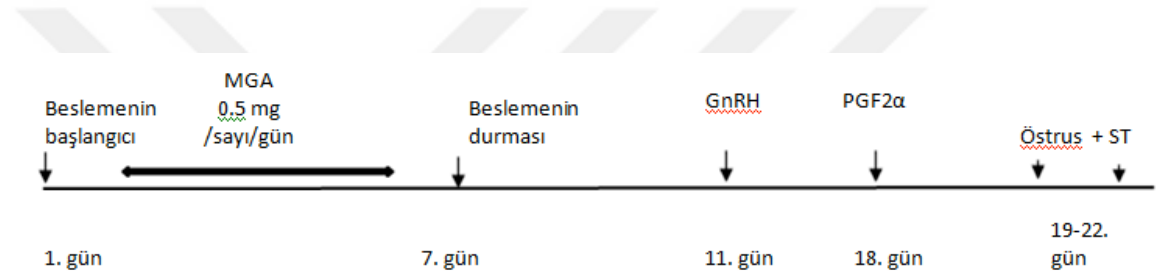 Beslemenin
başlangıcı
MGA
0.5 mg
/sayı/gün
Beslemenin
durması
GnRH
PGF2α
Östrus + ST
1. gün
7. gün
11. gün
18. gün
19-22.
gün